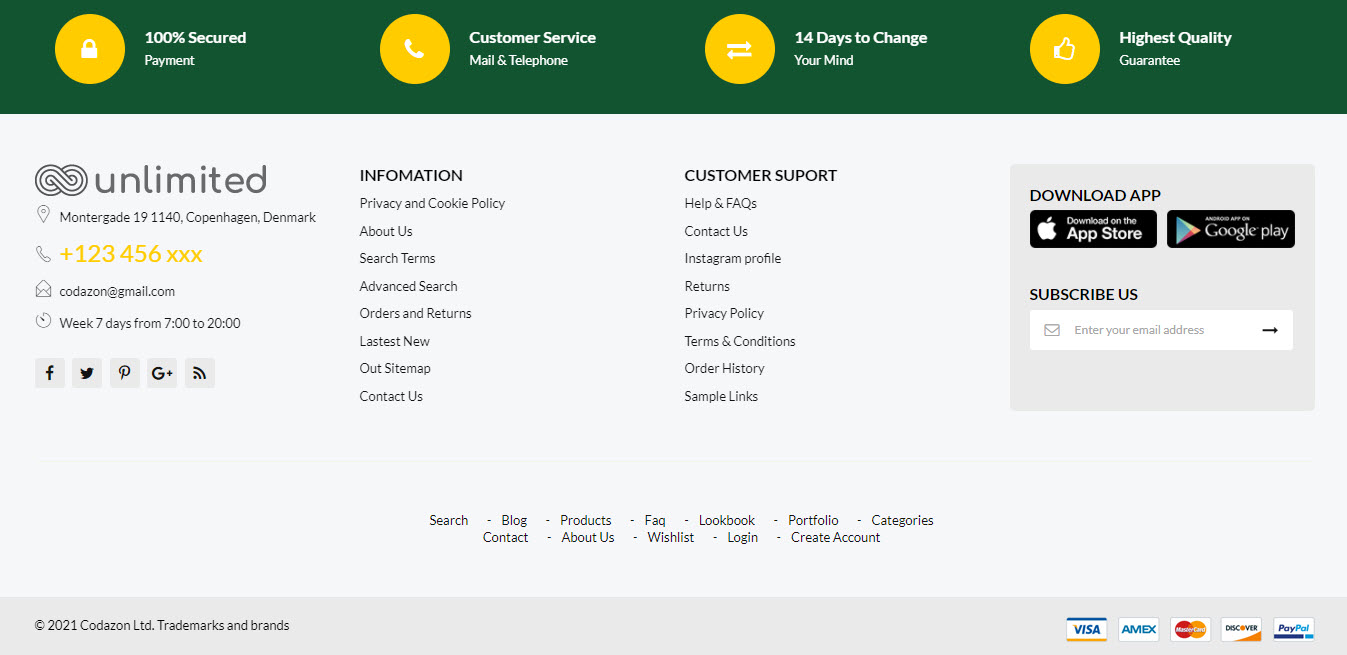 100% Secured
Payment
Customer Service
Mail & Telephone
14 Days to Change
Your Mind
Highest Quality
Guarantee
unlimited
Montergade 19 1140, Copenhagen, Denmark
+123 456 xxx
codazon@gmail.com
Week 7 days from 7:00 to 20:00
INFOMATION
Privacy and Cookie Policy
About Us
Search Terms
Advanced Search
Orders and Returns
Lastest New
Out Sitemap
Contact Us
CUSTOMER SUPORT
Help & FAQs
Contact Us
Instagram profile
Returns
Privacy Policy
Terms & Conditions
Order History
Sample Links
DOWNLOAD APP
Download on the
App Store
ANDROID APP ON
Google play
SUBSCRIBE US
Enter your email address
Search - Blog - Products - Faq - Lookbook - Portfolio - Categories
Contact - About Us - Wishlist - Login - Create Account
© 2021 Codazon Ltd. Trademarks and brands
VISA AMEX MasterCard DISCOVER PayPal